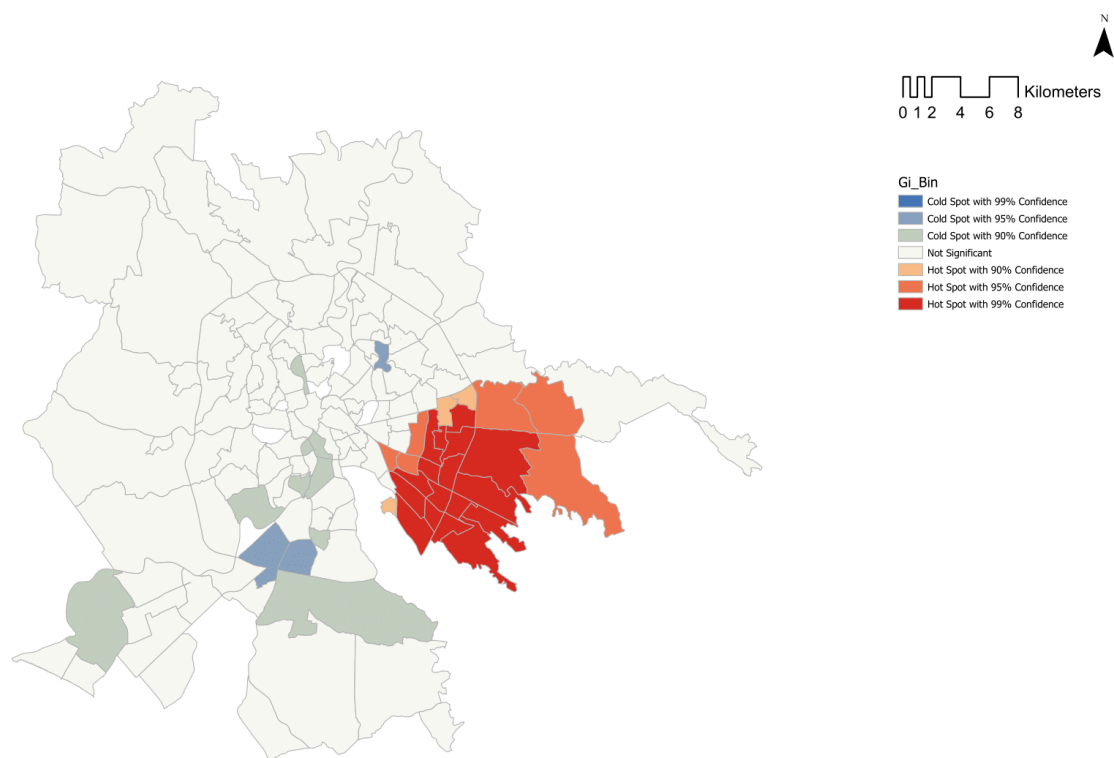 N
Kilometers
0 1 2 4 6 8
Gi_Bin
Cold Spot with 99% Confidence
Cold Spot with 95% Confidence
Cold Spot with 90% Confidence
Not Significant
Hot Spot with 90% Confidence
Hot Spot with 95% Confidence
Hot Spot with 99% Confidence